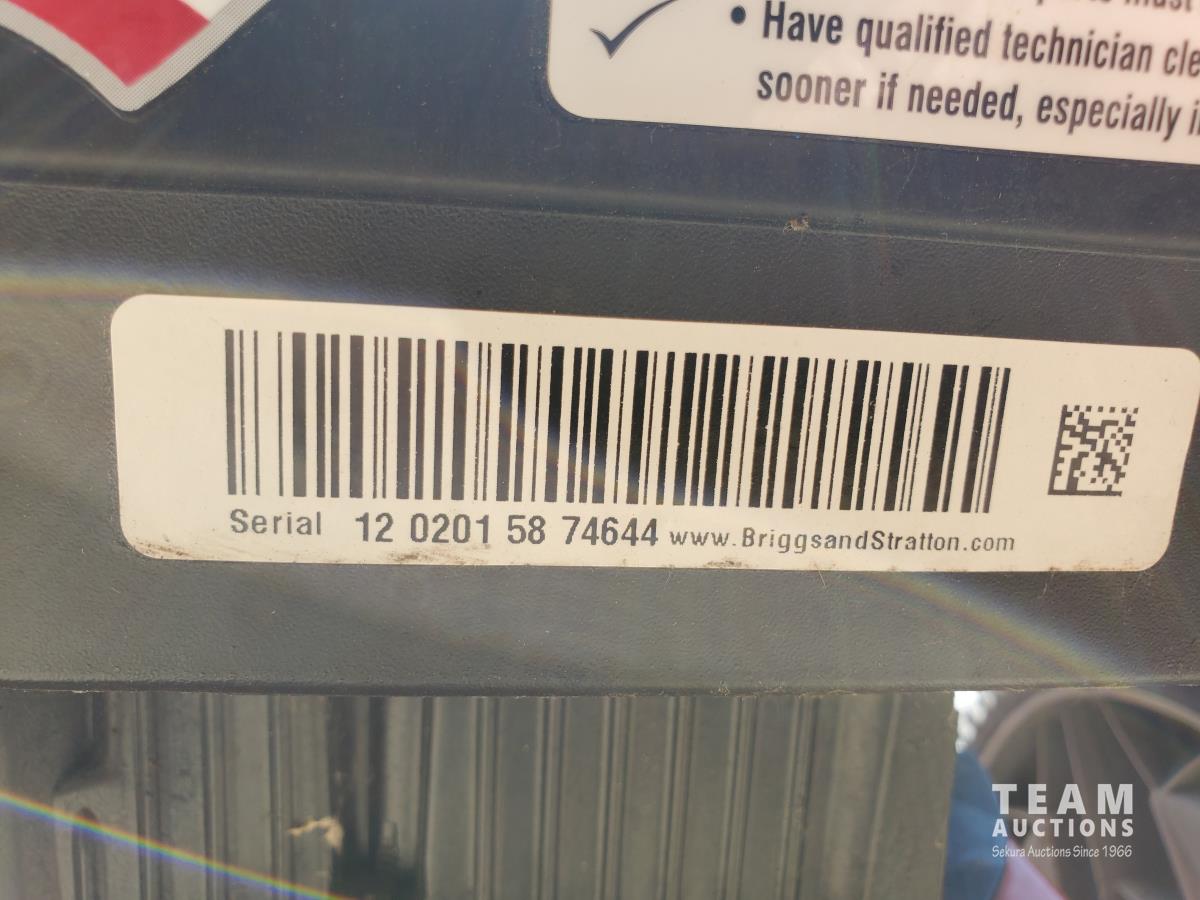 • Have qualified technician
sooner if needed, especially
Serial 12 0201 58 74644 www.BriggsandStratton.com
TEAM
AUCTIONS
Sekura Auctions Since 1966